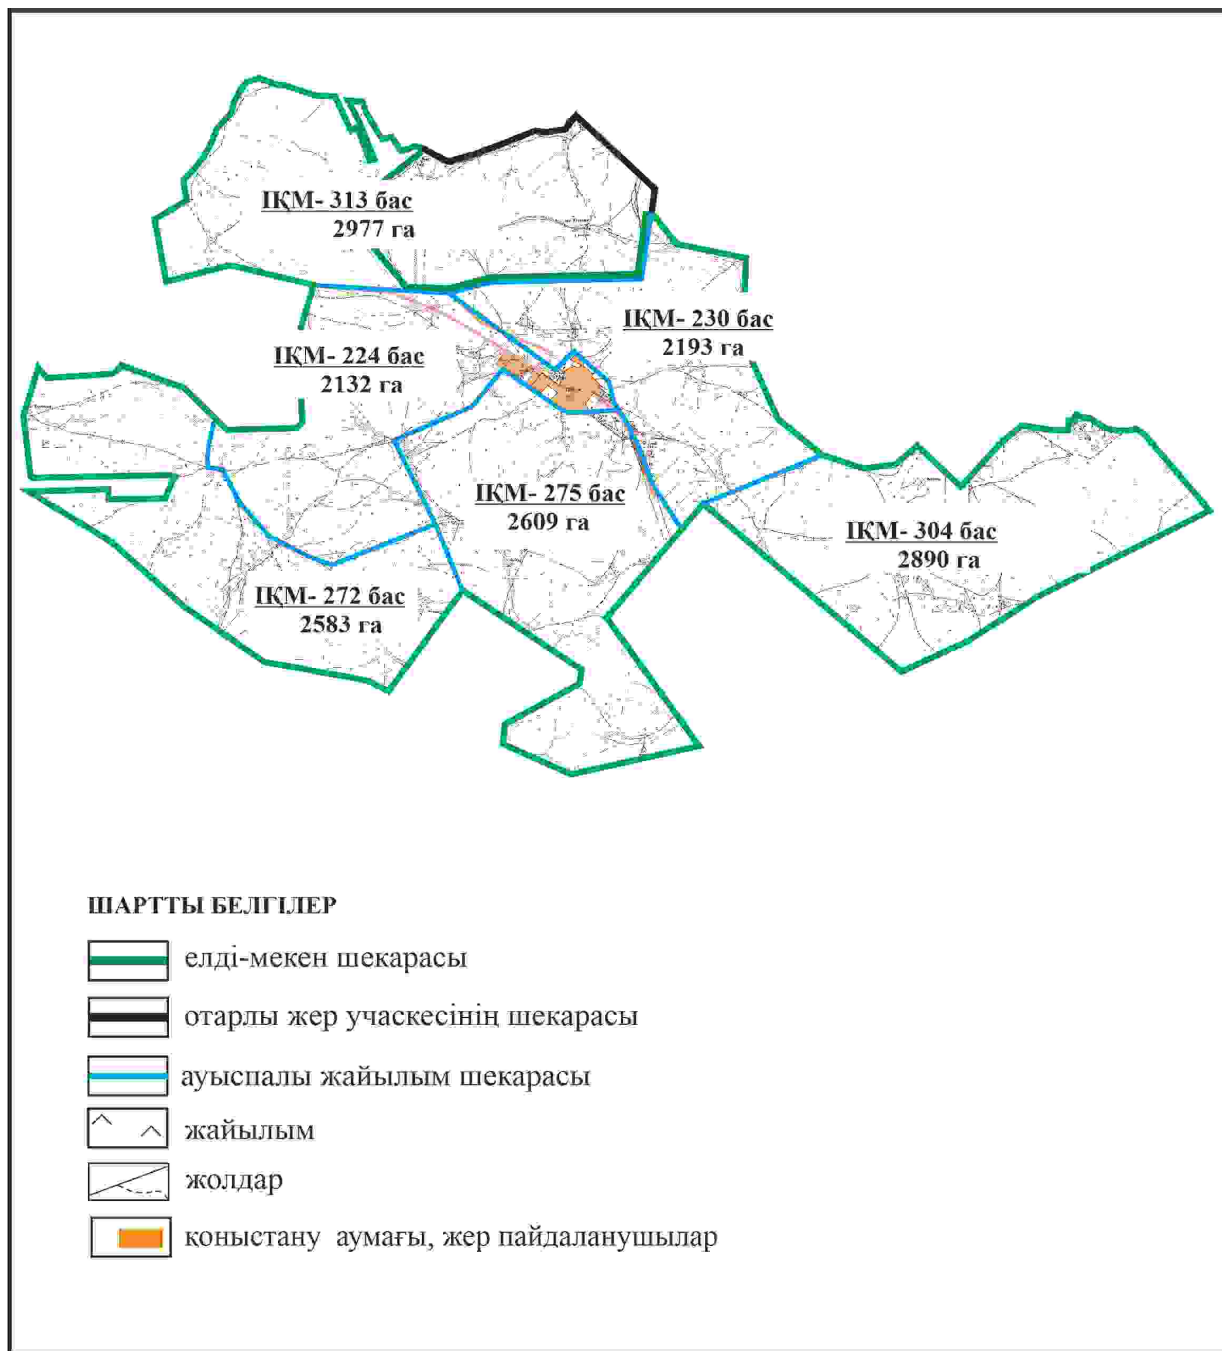 ІҚМ- 313 бас
2977 га
ІҚМ- 230 бас
2193 га
ІҚМ- 224 бас
2132 га
ІҚМ- 275 бас
2609 га
ІҚМ- 304 бас
2890 га
ІҚМ- 272 бас
2583 га
ШАРТТЫ БЕЛГІЛЕР
елді-мекен шекарасы
отарлы жер учаскесінің шекарасы
ауыспалы жайылым шекарасы
жайылым
жолдар
қоныстану аумағы, жер пайдаланушылар